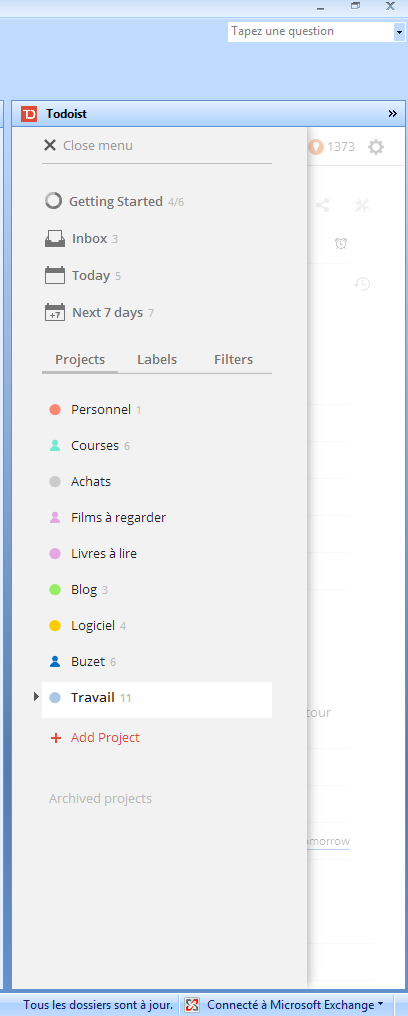 Tapez une question
TD Todoist »
Close menu
1373
Getting Started 4/6
Inbox 3
Today 5
+7 Next 7 days 7
Projects Labels Filters
Personnel 1
Courses 6
Achats
Films à regarder
Livres à lire
Blog 3
Logiciel 4
Buzet 6
Travail 11
tour
+ Add Project
Archived projects
omorrow
Tous les dossiers sont à jour. Connecté à Microsoft Exchange